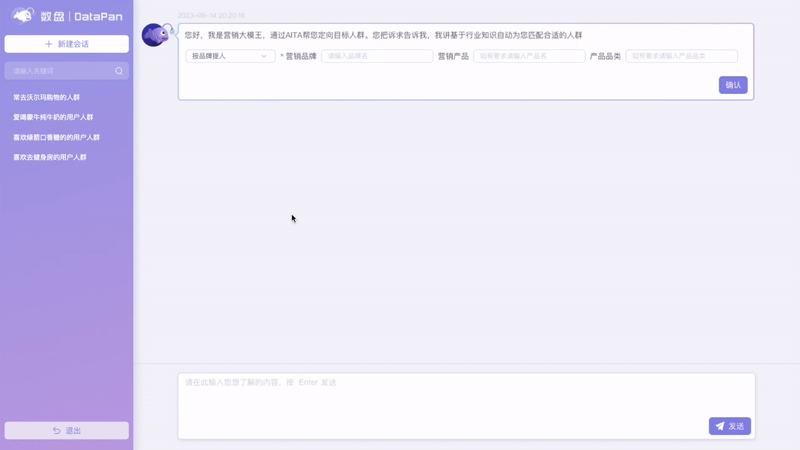 数盘 | DataPan
新建会话
请输入关键词
常去沃尔玛购物的人群
爱喝蒙牛纯牛奶的用户人群
喜欢绿箭口香糖的的用户人群
喜欢去健身房的用户人群
退出
2023-06-14 20:20:16
您好，我是营销大模王，通过AITA帮您定向目标人群。您把诉求告诉我，我讲基于行业知识自动为您匹配合适的人群
按品牌提人 * 营销品牌 请输入品牌名 营销产品 如有要求请输入产品名 产品品类 如有要求请输入产品品类
确认
请在此输入您想了解的内容，按 Enter 发送
发送